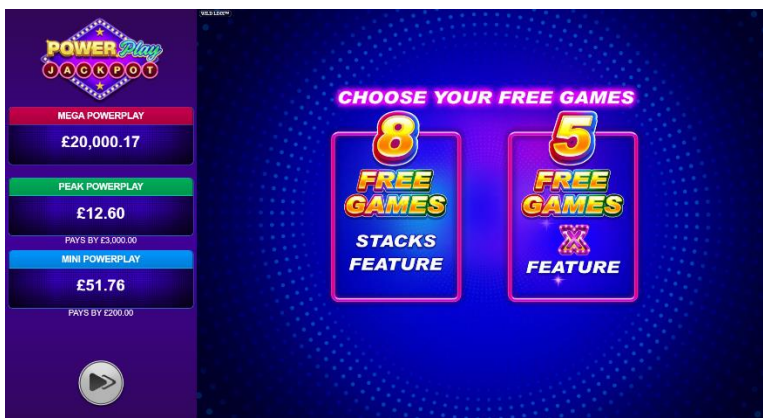 POWER Play
JACKPOT
MEGA POWERPLAY
£20,000.17
PEAK POWERPLAY
£12.60
PAYS BY £3,000.00
MINI POWERPLAY
£51.76
PAYS BY £200.00
WILD LINX™
CHOOSE YOUR FREE GAMES
8
FREE
GAMES
STACKS
FEATURE
5
FREE
GAMES
X
FEATURE